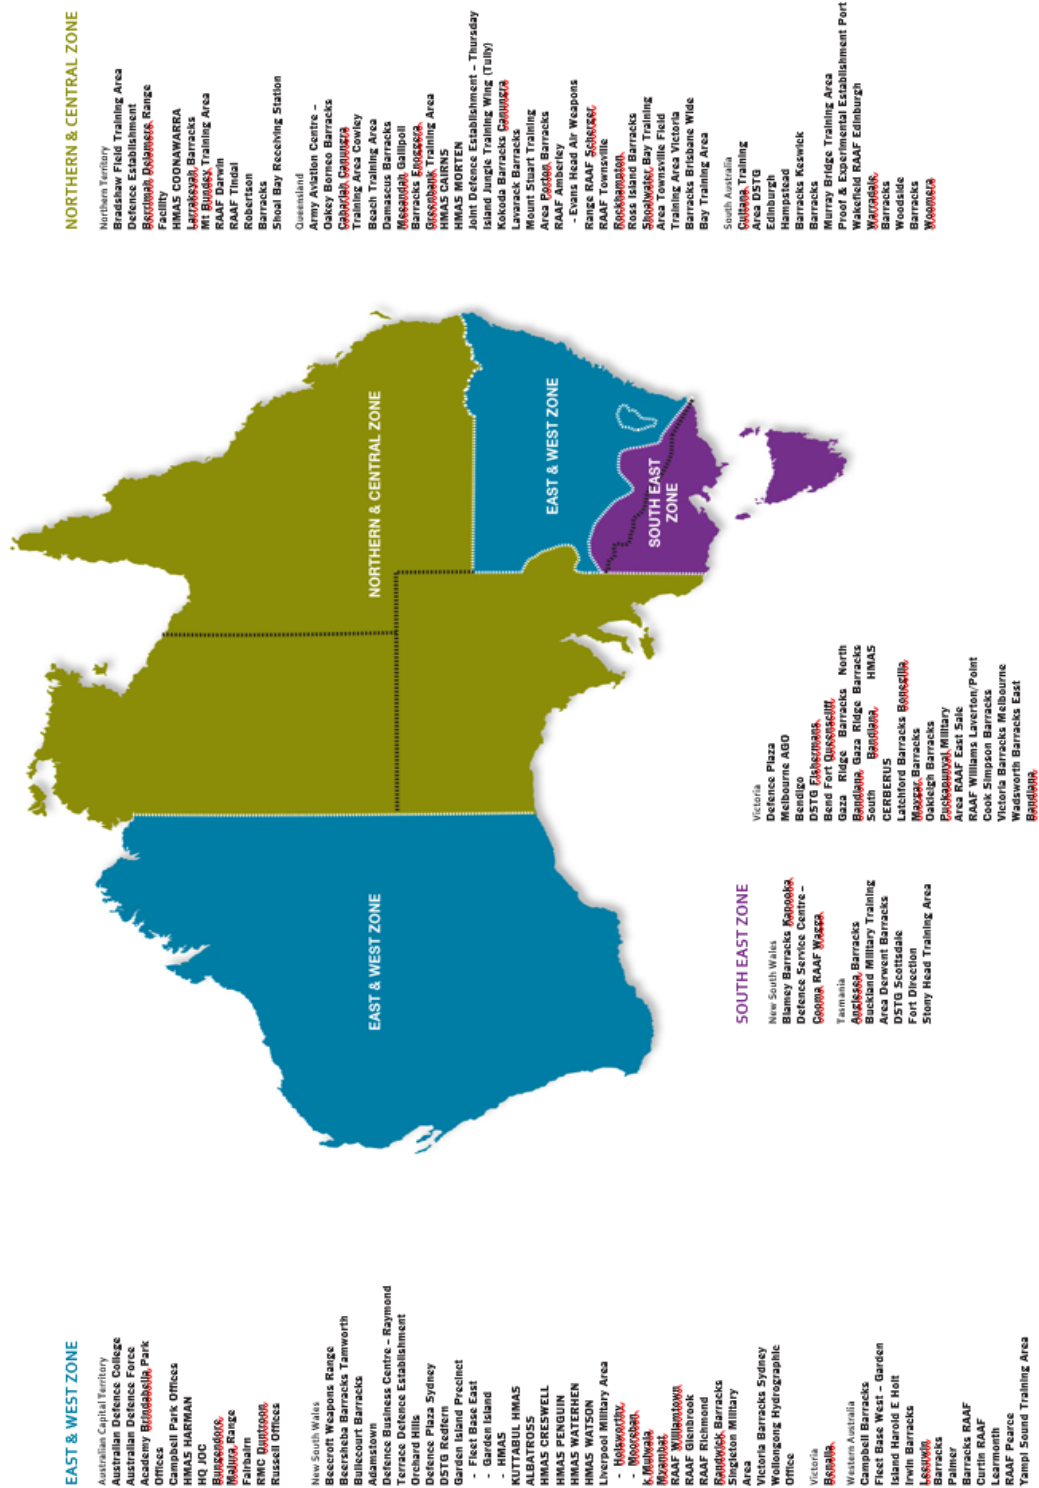 EAST & WEST ZONE
Australian Capital Territory
Australian Defence College
Australian Defence Force
Academy Brindabella Park
Offices
Campbell Park Offices
HMAS HARMAN
HQ JOC
Bungendore
Majura Range
Fairbairn
RMC Duntroon
Russell Offices
New South Wales
Beecroft Weapons Range
Beersheba Barracks Tamworth
Bullecourt Barracks
Adamstown
Defence Business Centre – Raymond
Terrace Defence Establishment
Orchard Hills
Defence Plaza Sydney
DSTG Redfern
Garden Island Precinct
- Fleet Base East
- Garden Island
- HMAS
KUTTABUL HMAS
ALBATROSS
HMAS CRESWELL
HMAS PENGUIN
HMAS WATERHEN
HMAS WATSON
Liverpool Military Area
- Holsworthy
- Moorebank
k Mulwala
Myambat
RAAF Williamtown
RAAF Glenbrook
RAAF Richmond
Randwick Barracks
Singleton Military
Area
Victoria Barracks Sydney
Wollongong Hydrographic
Office
Victoria
Benalla
Western Australia
Campbell Barracks
Fleet Base West – Garden
Island Harold E Holt
Irwin Barracks
Leeuwin
Barracks
Palmer
Barracks RAAF
Curtin RAAF
Learmonth
RAAF Pearce
Yampi Sound Training Area
EAST & WEST ZONE
NORTHERN & CENTRAL ZONE
EAST & WEST ZONE
SOUTH EAST
ZONE
SOUTH EAST ZONE
New South Wales
Blamey Barracks Kapooka
Defence Service Centre –
Cooma RAAF Wagga
Tasmania
Anglesea Barracks
Buckland Military Training
Area Derwent Barracks
DSTG Scottsdale
Fort Direction
Stony Head Training Area
Victoria
Defence Plaza
Melbourne AGO
Bendigo
DSTG Fishermans
Bend Fort Queenscliff
Gaza Ridge Barracks North
Bandiana Gaza Ridge Barracks
South Bandiana HMAS
CERBERUS
Latchford Barracks Bonegilla
Maygar Barracks
Oakleigh Barracks
Puckapunyal Military
Area RAAF East Sale
RAAF Williams Laverton/Point
Cook Simpson Barracks
Victoria Barracks Melbourne
Wadsworth Barracks East
Bandiana
NORTHERN & CENTRAL ZONE
Northern Territory
Bradshaw Field Training Area
Defence Establishment
Berrimah Delamere Range
Facility
HMAS COONAWARRA
Larrakeyah Barracks
Mt Bundey Training Area
RAAF Darwin
RAAF Tindal
Robertson
Barracks
Shoal Bay Receiving Station
Queensland
Army Aviation Centre –
Oakey Borneo Barracks
Cabarlah Canungra
Training Area Cowley
Beach Training Area
Damascus Barracks
Meeandah Gallipoli
Barracks Enoggera
Greenbank Training Area
HMAS CAIRNS
HMAS MORTEN
Joint Defence Establishment – Thursday
Island Jungle Training Wing (Tully)
Kokoda Barracks Canungra
Lavarack Barracks
Mount Stuart Training
Area Porton Barracks
RAAF Amberley
- Evans Head Air Weapons
Range RAAF Scherger
RAAF Townsville
Rockhampton
Ross Island Barracks
Shoalwater Bay Training
Area Townsville Field
Training Area Victoria
Barracks Brisbane Wide
Bay Training Area
South Australia
Cultana Training
Area DSTG
Edinburgh
Hampstead
Barracks Keswick
Barracks
Murray Bridge Training Area
Proof & Experimental Establishment Port
Wakefield RAAF Edinburgh
Warradale
Barracks
Woodside
Barracks
Woomera